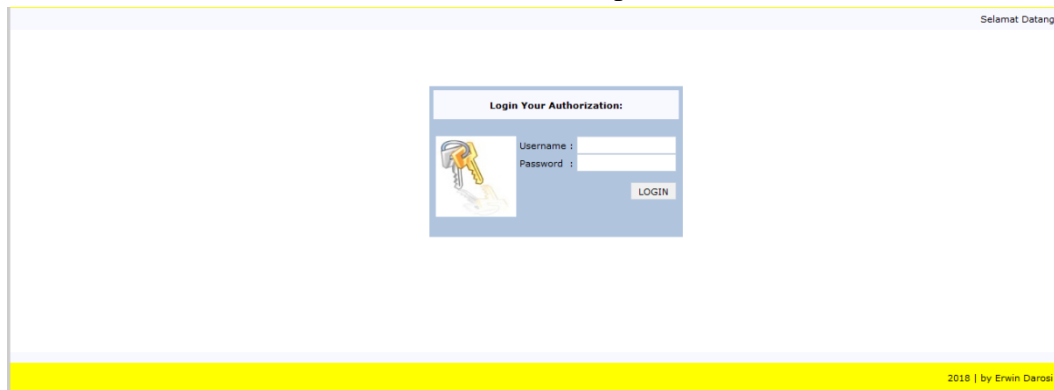 Selamat Datang
Login Your Authorization:
Username :
Password :
LOGIN
2018 | by Erwin Darosi